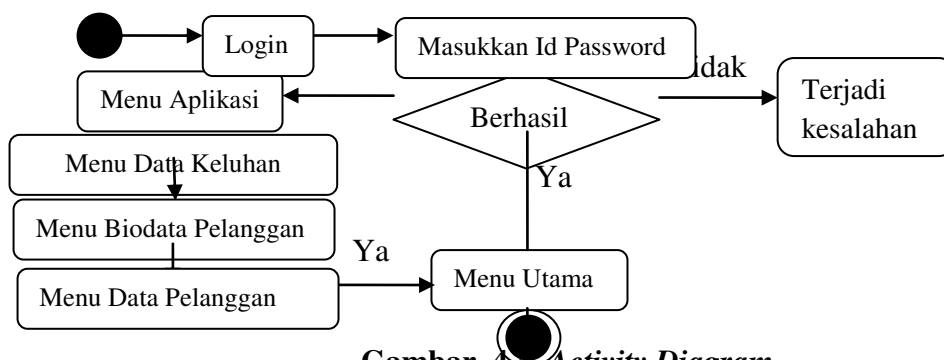 Login
Masukkan Id Password
idak
Menu Aplikasi
Berhasil
Terjadi
kesalahan
Menu Data Keluhan
Ya
Menu Biodata Pelanggan
Ya
Menu Data Pelanggan
Menu Utama
Gambar Activity Diagram